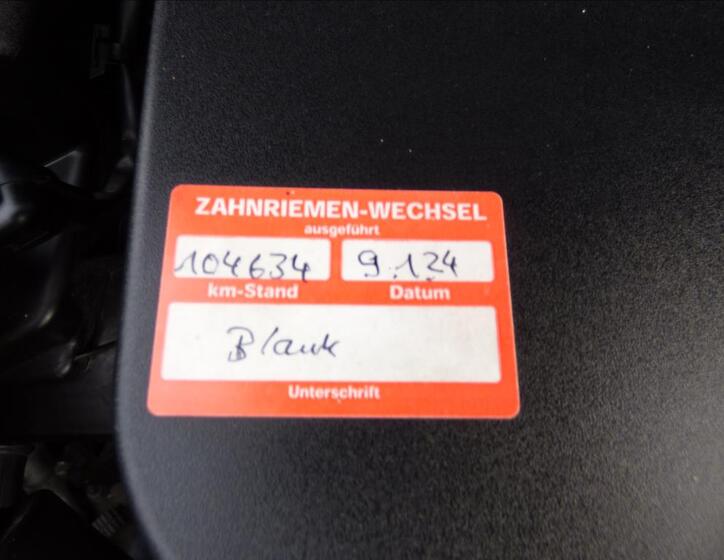 ZAHNRIEMEN-WECHSEL
ausgeführt
104634 9.1.24
km-Stand Datum
Blank
Unterschrift